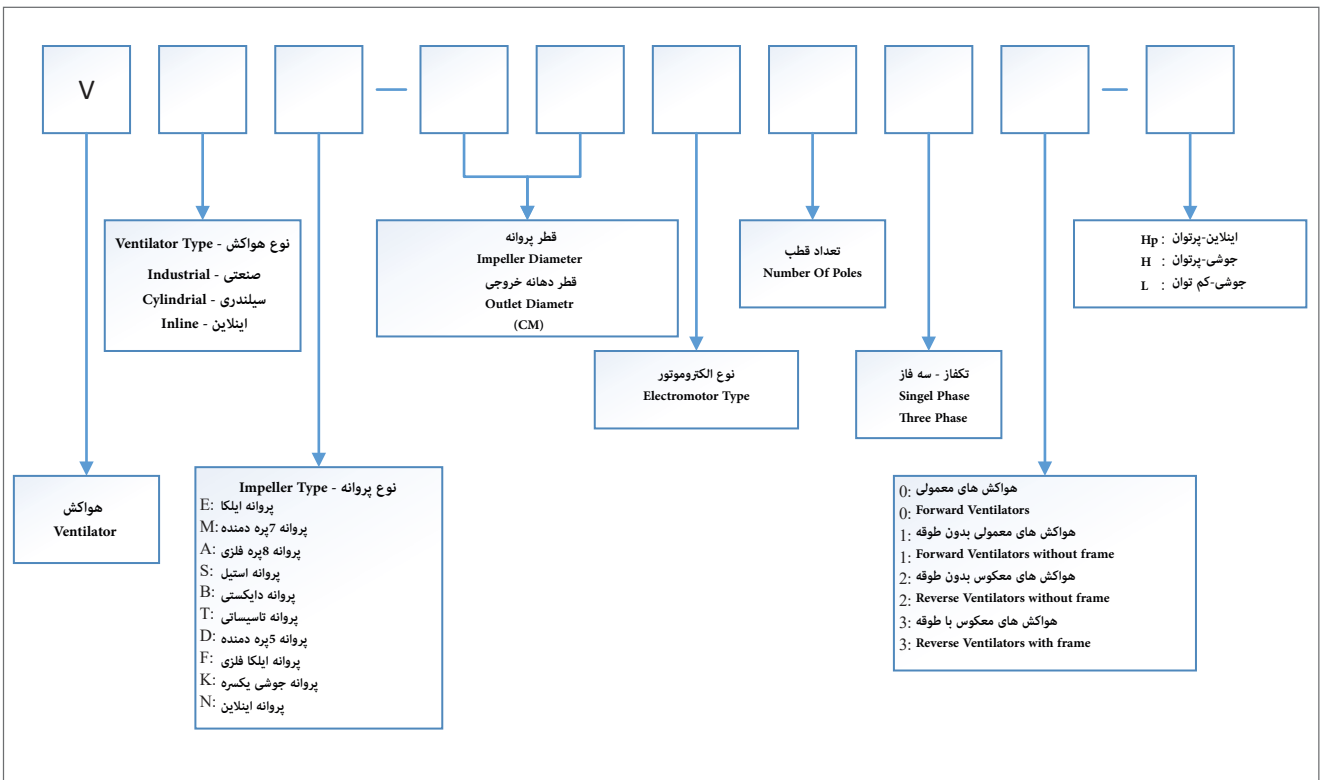 V
نوع هواکش - Ventilator Type
صنعتی - Industrial
سیلندری - Cylindrial
اینلاین - Inline
قطر پروانه
Impeller Diameter
قطر دهانه خروجی
Outlet Diametr
(CM)
تعداد قطب
Number Of Poles
Hp : اینلاین-پرتوان
H : جوشی-پرتوان
L : جوشی-کم توان
نوع الکتروموتور
Electromotor Type
تکفاز - سه فاز
Singel Phase
Three Phase
هواکش
Ventilator
نوع پروانه - Impeller Type
E: پروانه ایلکا
M: پروانه 7پره دمنده
A: پروانه 8پره فلزی
S: پروانه استیل
B: پروانه دایکستی
T: پروانه تاسیساتی
D: پروانه 5پره دمنده
F: پروانه ایلکا فلزی
K: پروانه جوشی یکسره
N: پروانه اینلاین
0: هواکش های معمولی
0: Forward Ventilators
1: هواکش های معمولی بدون طوقه
1: Forward Ventilators without frame
2: هواکش های معکوس بدون طوقه
2: Reverse Ventilators without frame
3: هواکش های معکوس با طوقه
3: Reverse Ventilators with frame